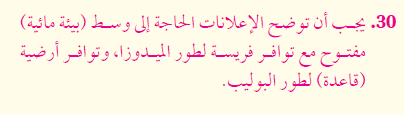 30. يجب أن توضح الإعلانات الحاجة إلى وسط (بيئة مائية)
مفتوح مع توافر فريسة لطور الميدوزا، وتوافر أرضية
(قاعدة) لطور البوليب.